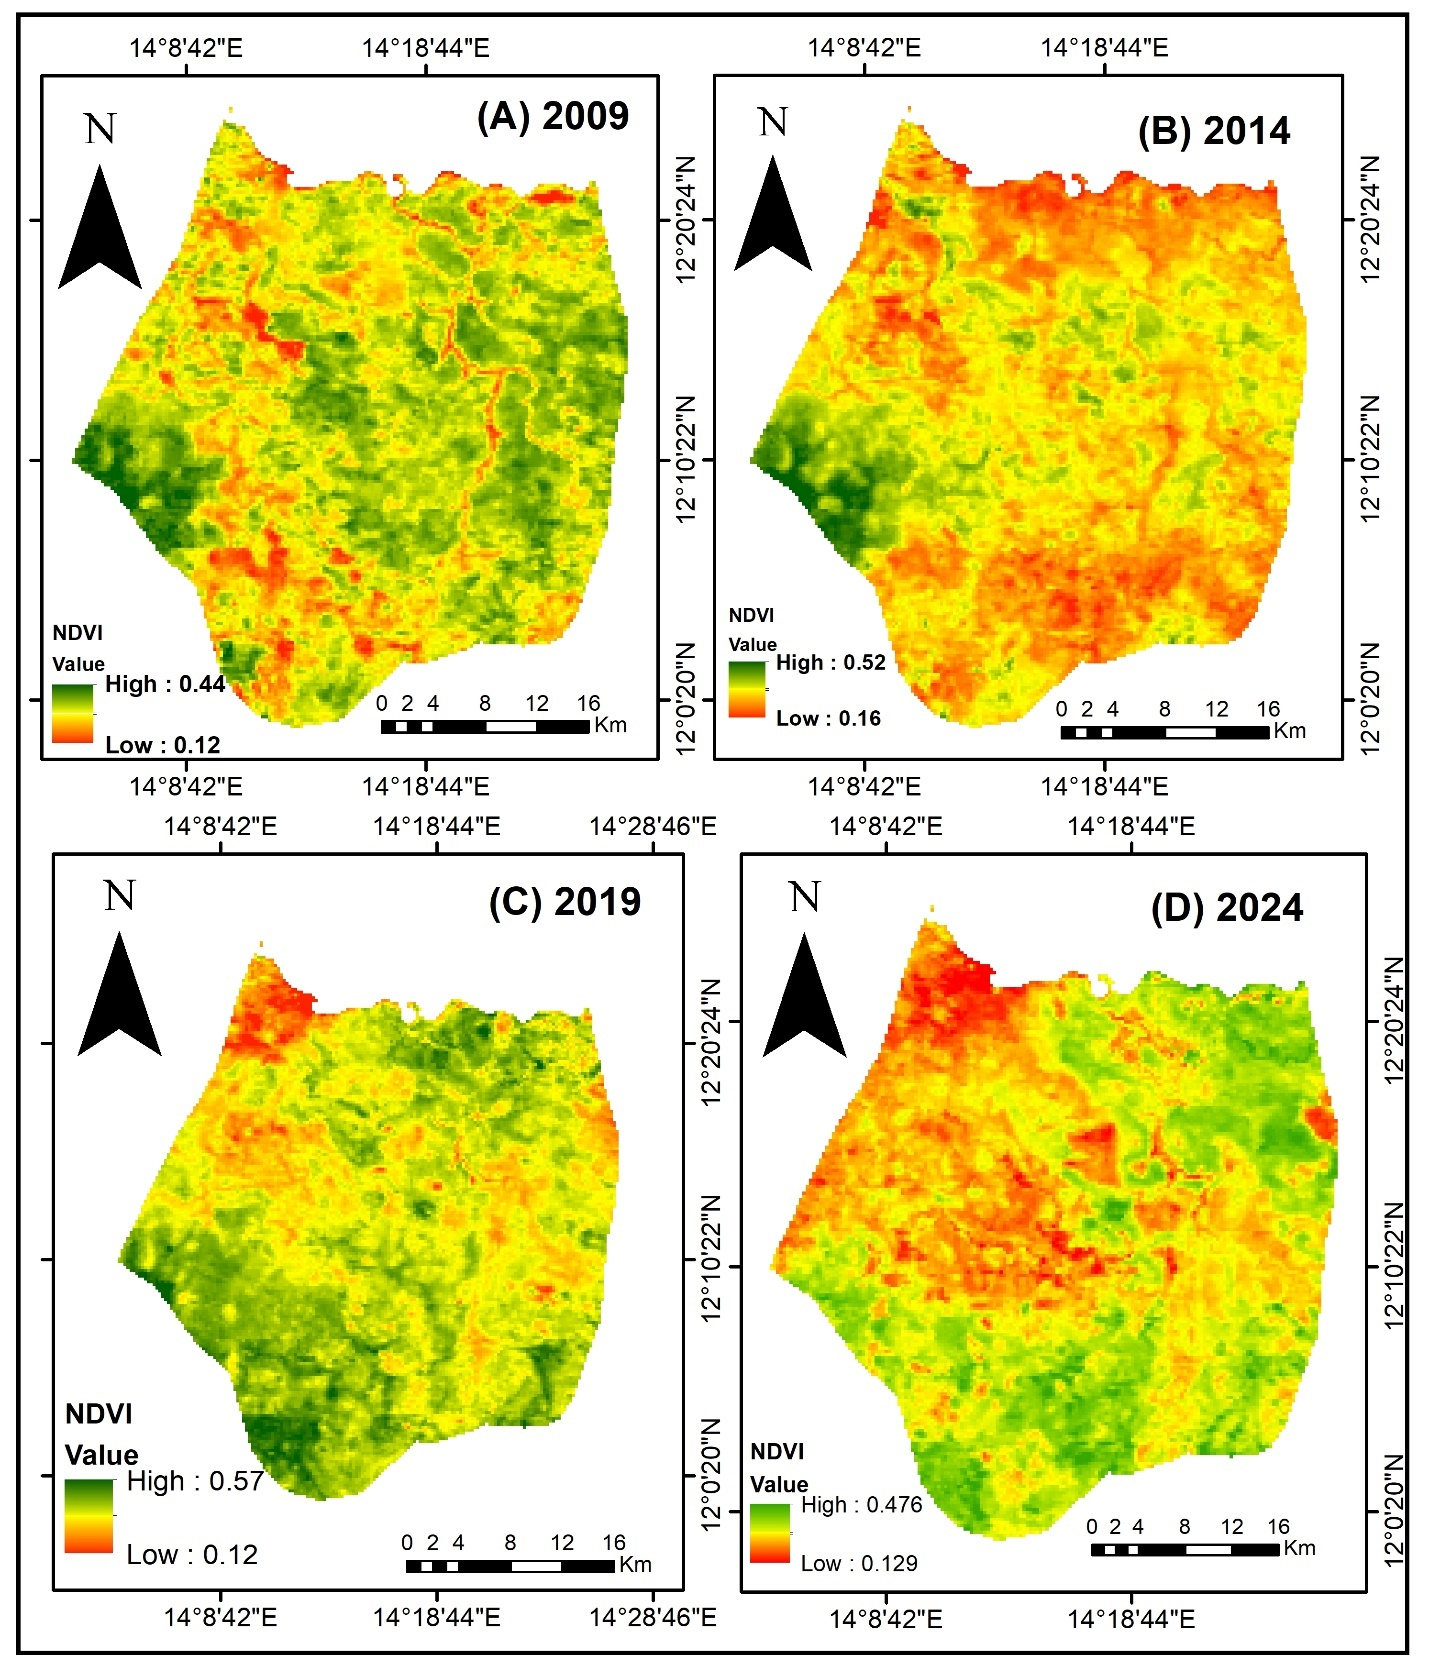 14°8'42"E 14°18'44"E
N
(A) 2009
12°20'24"N
12°10'22"N
12°0'20"N
NDVI
Value
High : 0.44
Low : 0.12
0 2 4 8 12 16
Km
14°8'42"E 14°18'44"E
14°8'42"E 14°18'44"E
N
(B) 2014
12°20'24"N
12°10'22"N
12°0'20"N
NDVI
Value
High : 0.52
Low : 0.16
0 2 4 8 12 16
Km
14°8'42"E 14°18'44"E
14°8'42"E 14°18'44"E 14°28'46"E
N
(C) 2019
12°20'24"N
12°10'22"N
12°0'20"N
NDVI
Value
High : 0.57
Low : 0.12
0 2 4 8 12 16
Km
14°8'42"E 14°18'44"E 14°28'46"E
14°8'42"E 14°18'44"E
N
(D) 2024
12°20'24"N
12°10'22"N
12°0'20"N
NDVI
Value
High : 0.476
Low : 0.129
0 2 4 8 12 16
Km
14°8'42"E 14°18'44"E